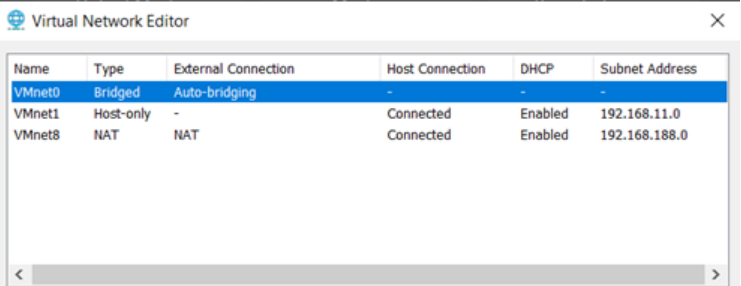 Virtual Network Editor
Name Type External Connection Host Connection DHCP Subnet Address
VMnet0 Bridged Auto-bridging - - -
VMnet1 Host-only - Connected Enabled 192.168.11.0
VMnet8 NAT NAT Connected Enabled 192.168.188.0